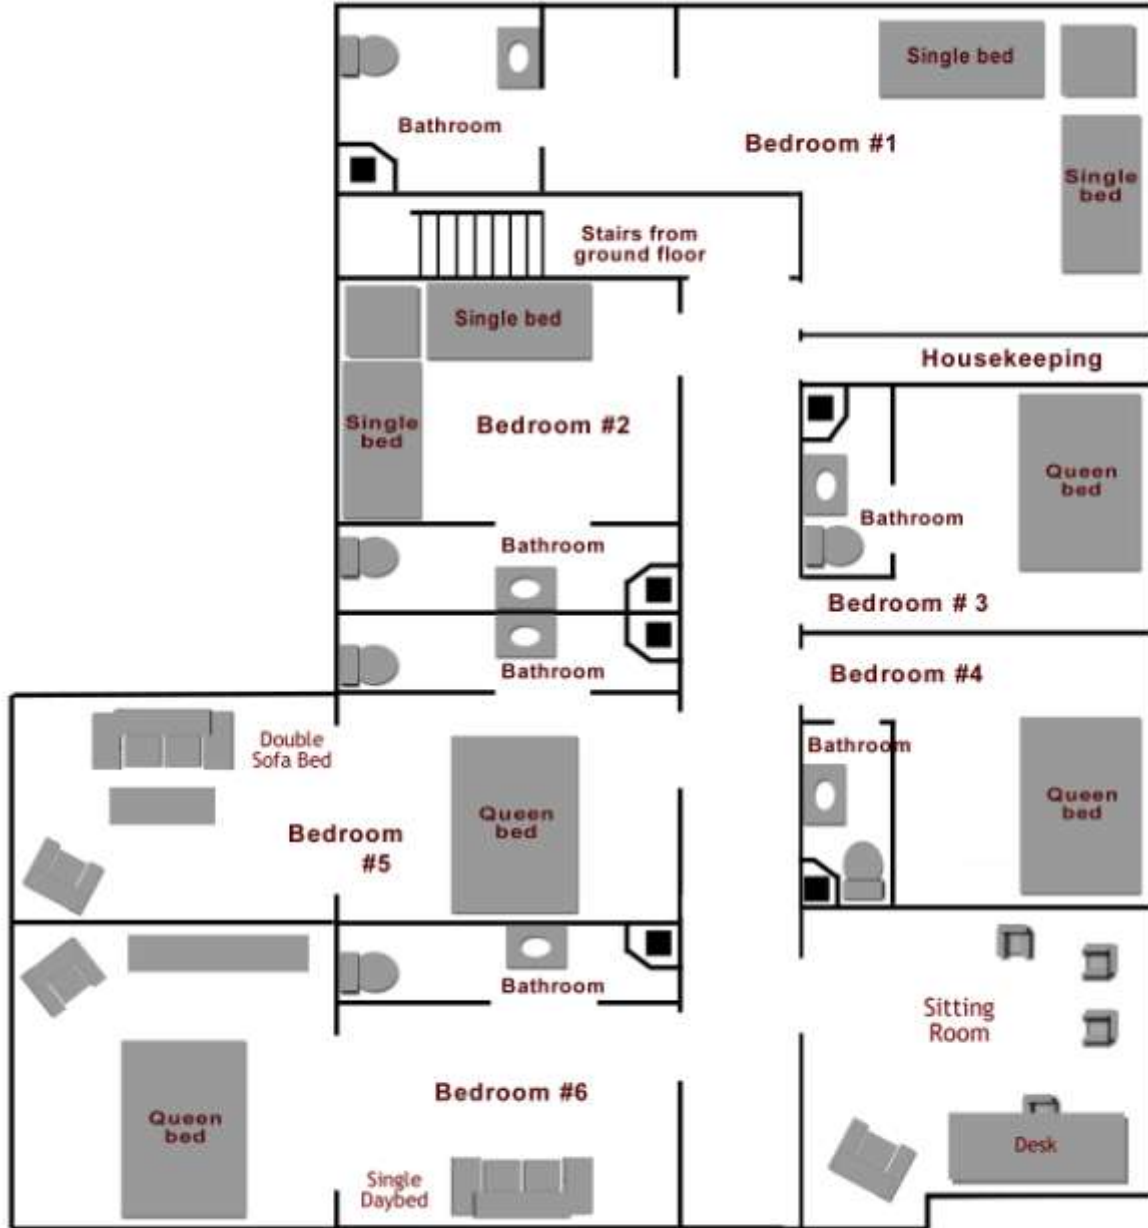 Single bed
Bathroom
Bedroom #1
Single
bed
Stairs from
ground floor
Single bed
Housekeeping
Single
bed
Bedroom #2
Queen
bed
Bathroom
Bathroom
Bedroom # 3
Bathroom
Bedroom #4
Double
Sofa Bed
Bathroom
Queen
bed
Queen
bed
Bedroom
#5
Bathroom
Sitting
Room
Bedroom #6
Queen
bed
Desk
Single
Daybed